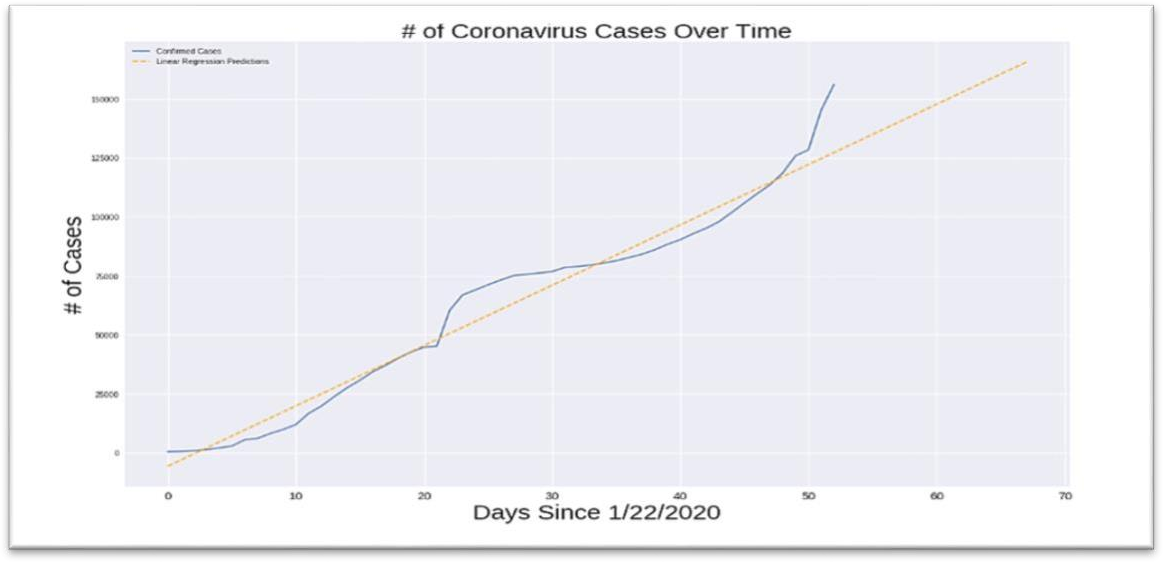 # of Coronavirus Cases Over Time
Confirmed Cases
Linear Regression Predictions
150000
125000
100000
75000
50000
25000
0
# of Cases
0 10 20 30 40 50 60 70
Days Since 1/22/2020